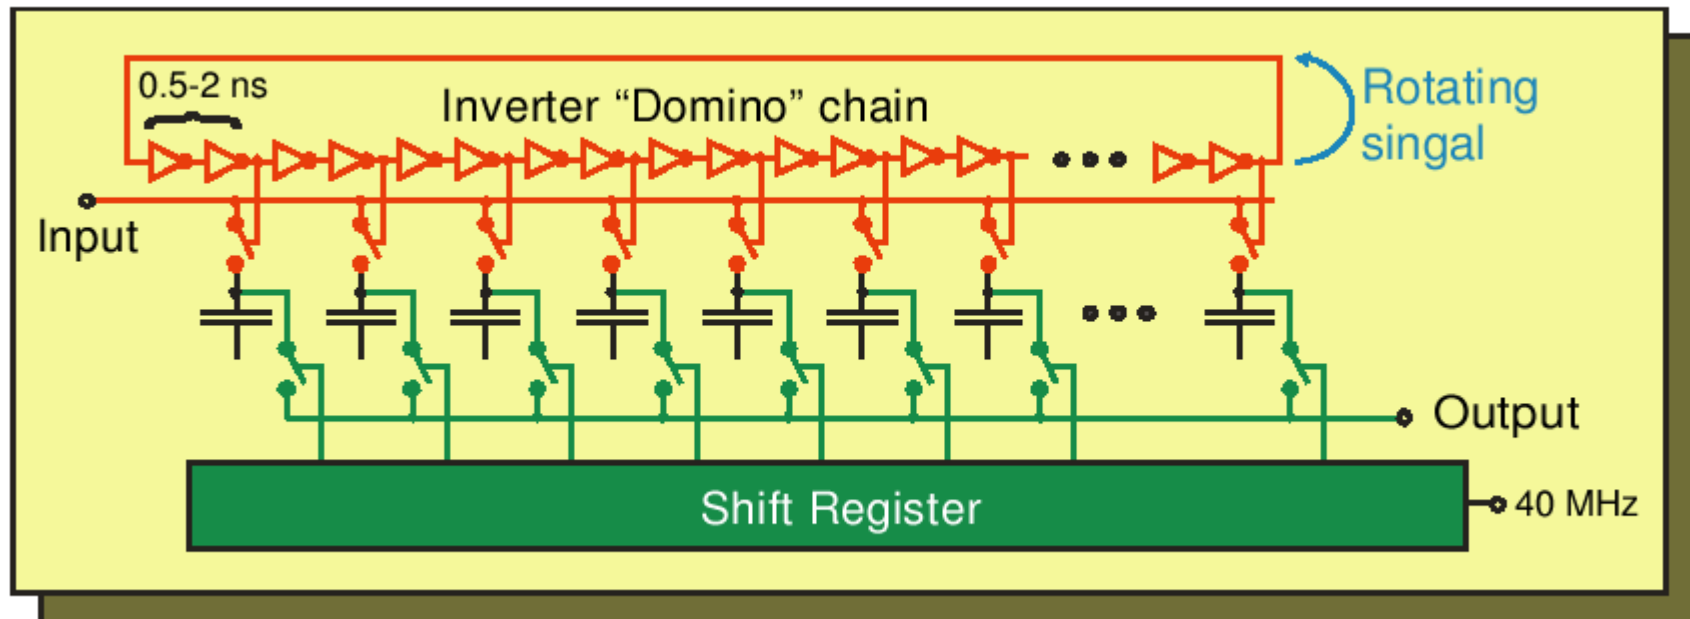 0.5-2 ns
Inverter “Domino” chain
Rotating
singal
Input
Output
Shift Register
40 MHz